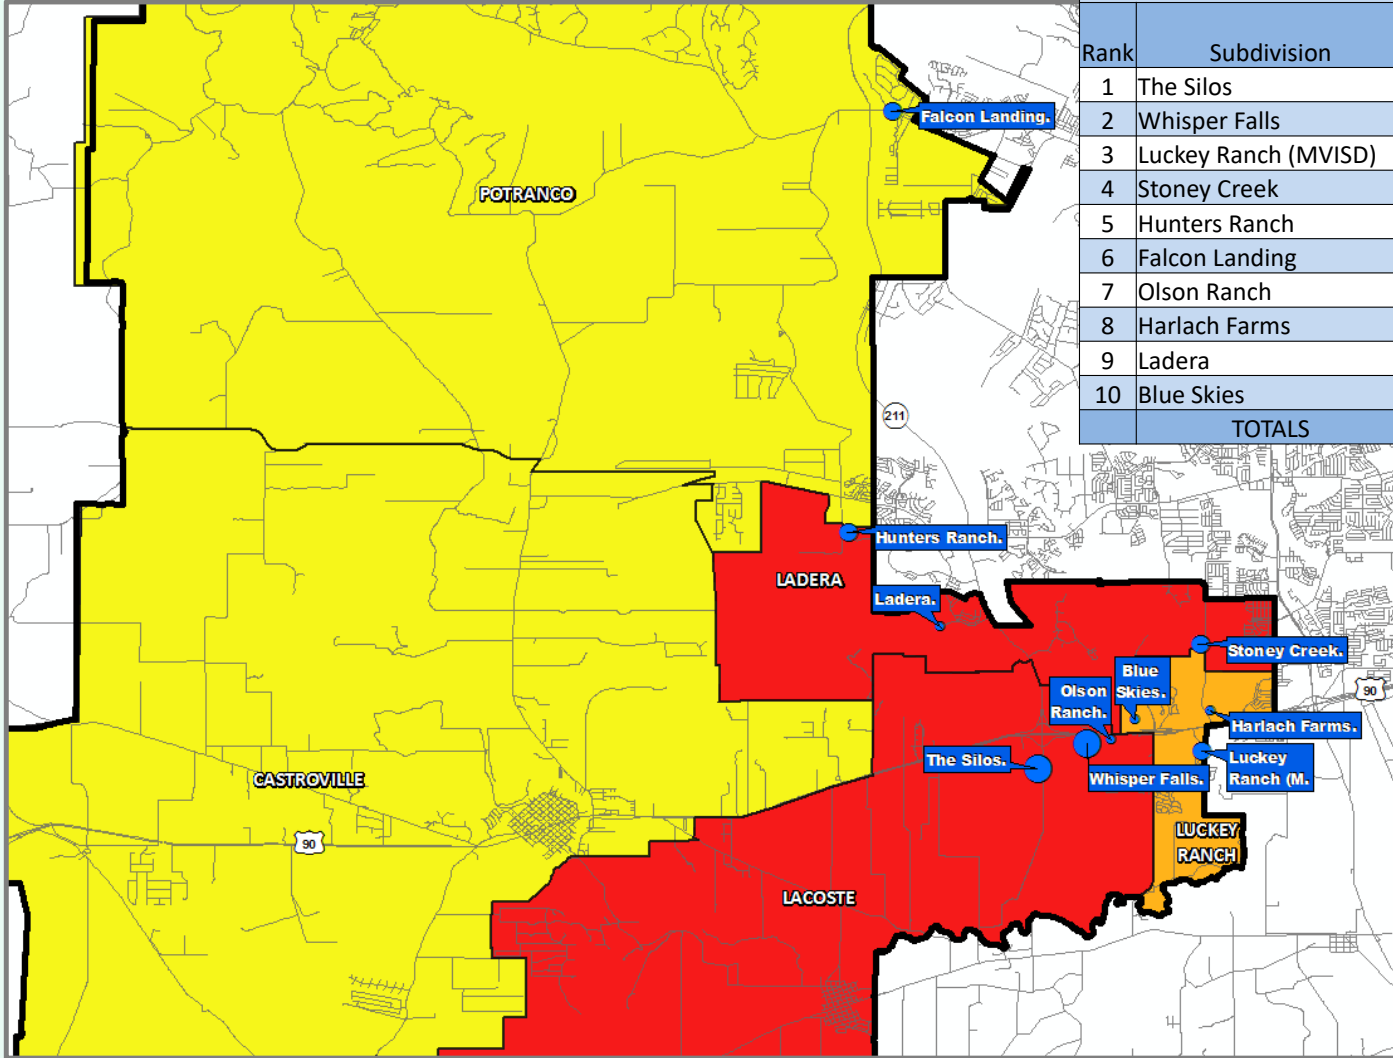 Rank Subdivision
1 The Silos
2 Whisper Falls
3 Luckey Ranch (MVISD)
4 Stoney Creek
5 Hunters Ranch
6 Falcon Landing
7 Olson Ranch
8 Harlach Farms
9 Ladera
10 Blue Skies
TOTALS
Falcon Landing.
POTRANCO
211
Hunters Ranch.
LADERA
Ladera.
Stoney Creek.
Blue
Skies.
Olson
Ranch.
90
Harlach Farms.
The Silos.
Whisper Falls.
Luckey
Ranch (M.
CASTROVILLE
90
LUCKEY
RANCH
LACOSTE